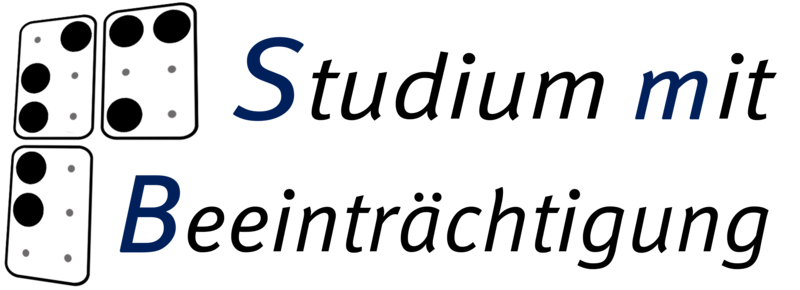 ⠎⠍ Studium mit
⠃ Beeinträchtigung